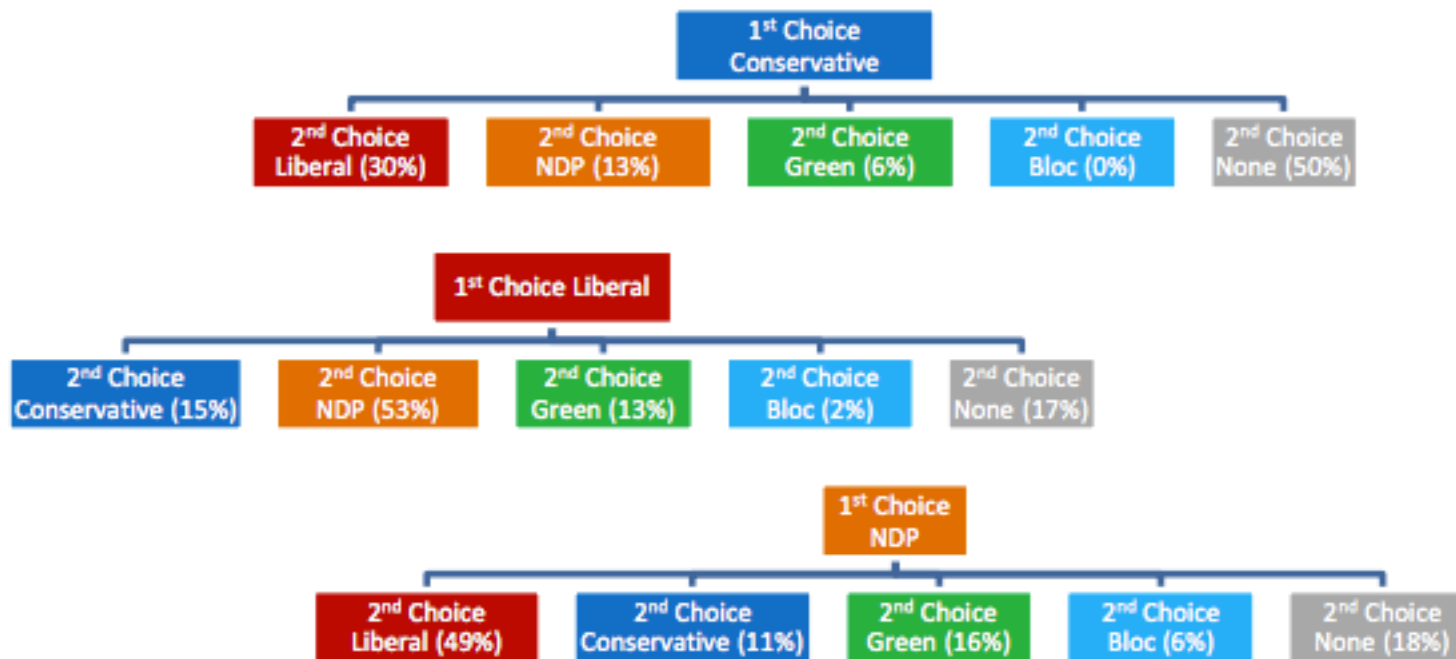 1st Choice
Conservative
2nd Choice
Liberal (30%)
2nd Choice
NDP (13%)
2nd Choice
Green (6%)
2nd Choice
Bloc (0%)
2nd Choice
None (50%)
1st Choice Liberal
2nd Choice
Conservative (15%)
2nd Choice
NDP (53%)
2nd Choice
Green (13%)
2nd Choice
Bloc (2%)
2nd Choice
None (17%)
1st Choice
NDP
2nd Choice
Liberal (49%)
2nd Choice
Conservative (11%)
2nd Choice
Green (16%)
2nd Choice
Bloc (6%)
2nd Choice
None (18%)